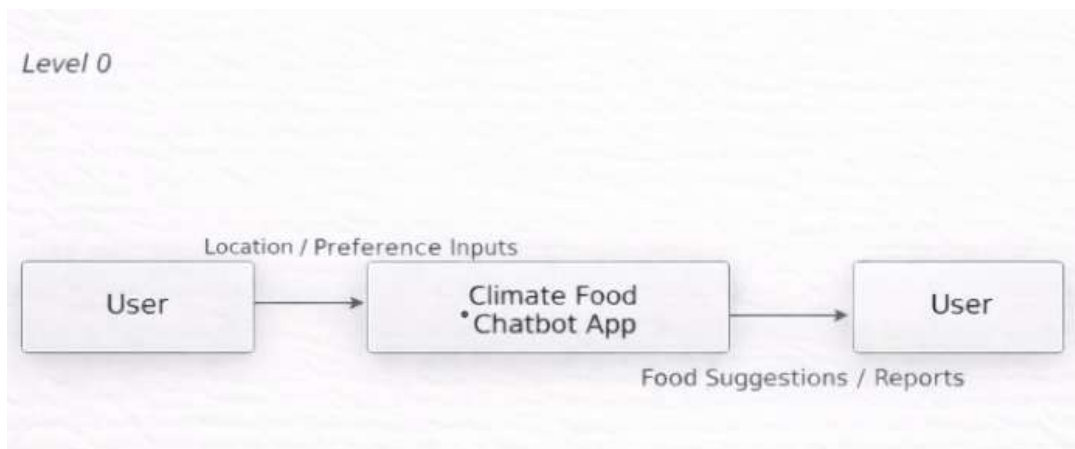 Level 0
Location / Preference Inputs
User
Climate Food
•Chatbot App
User
Food Suggestions / Reports